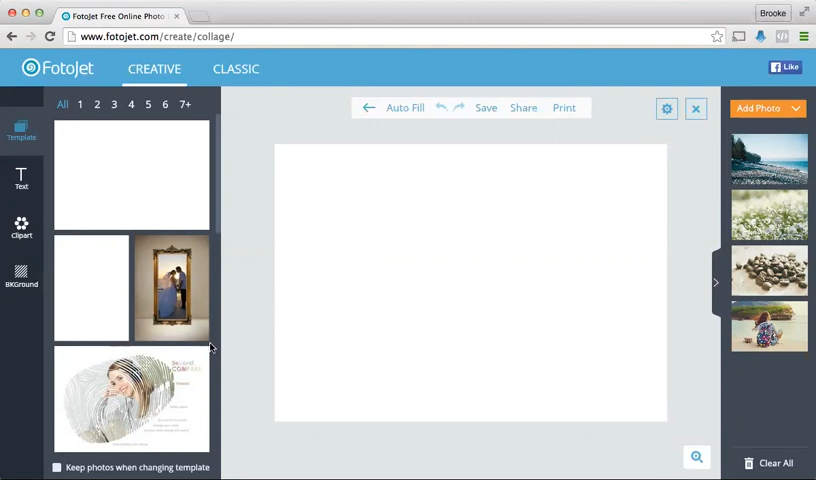 FotoJet Free Online Photo
Brooke
www.fotojet.com/create/collage/
FotoJet
CREATIVE
CLASSIC
Like
All 1 2 3 4 5 6 7+
Auto Fill
Save
Share
Print
Add Photo
Template
Text
Clipart
BKGround
Keep photos when changing template
Clear All